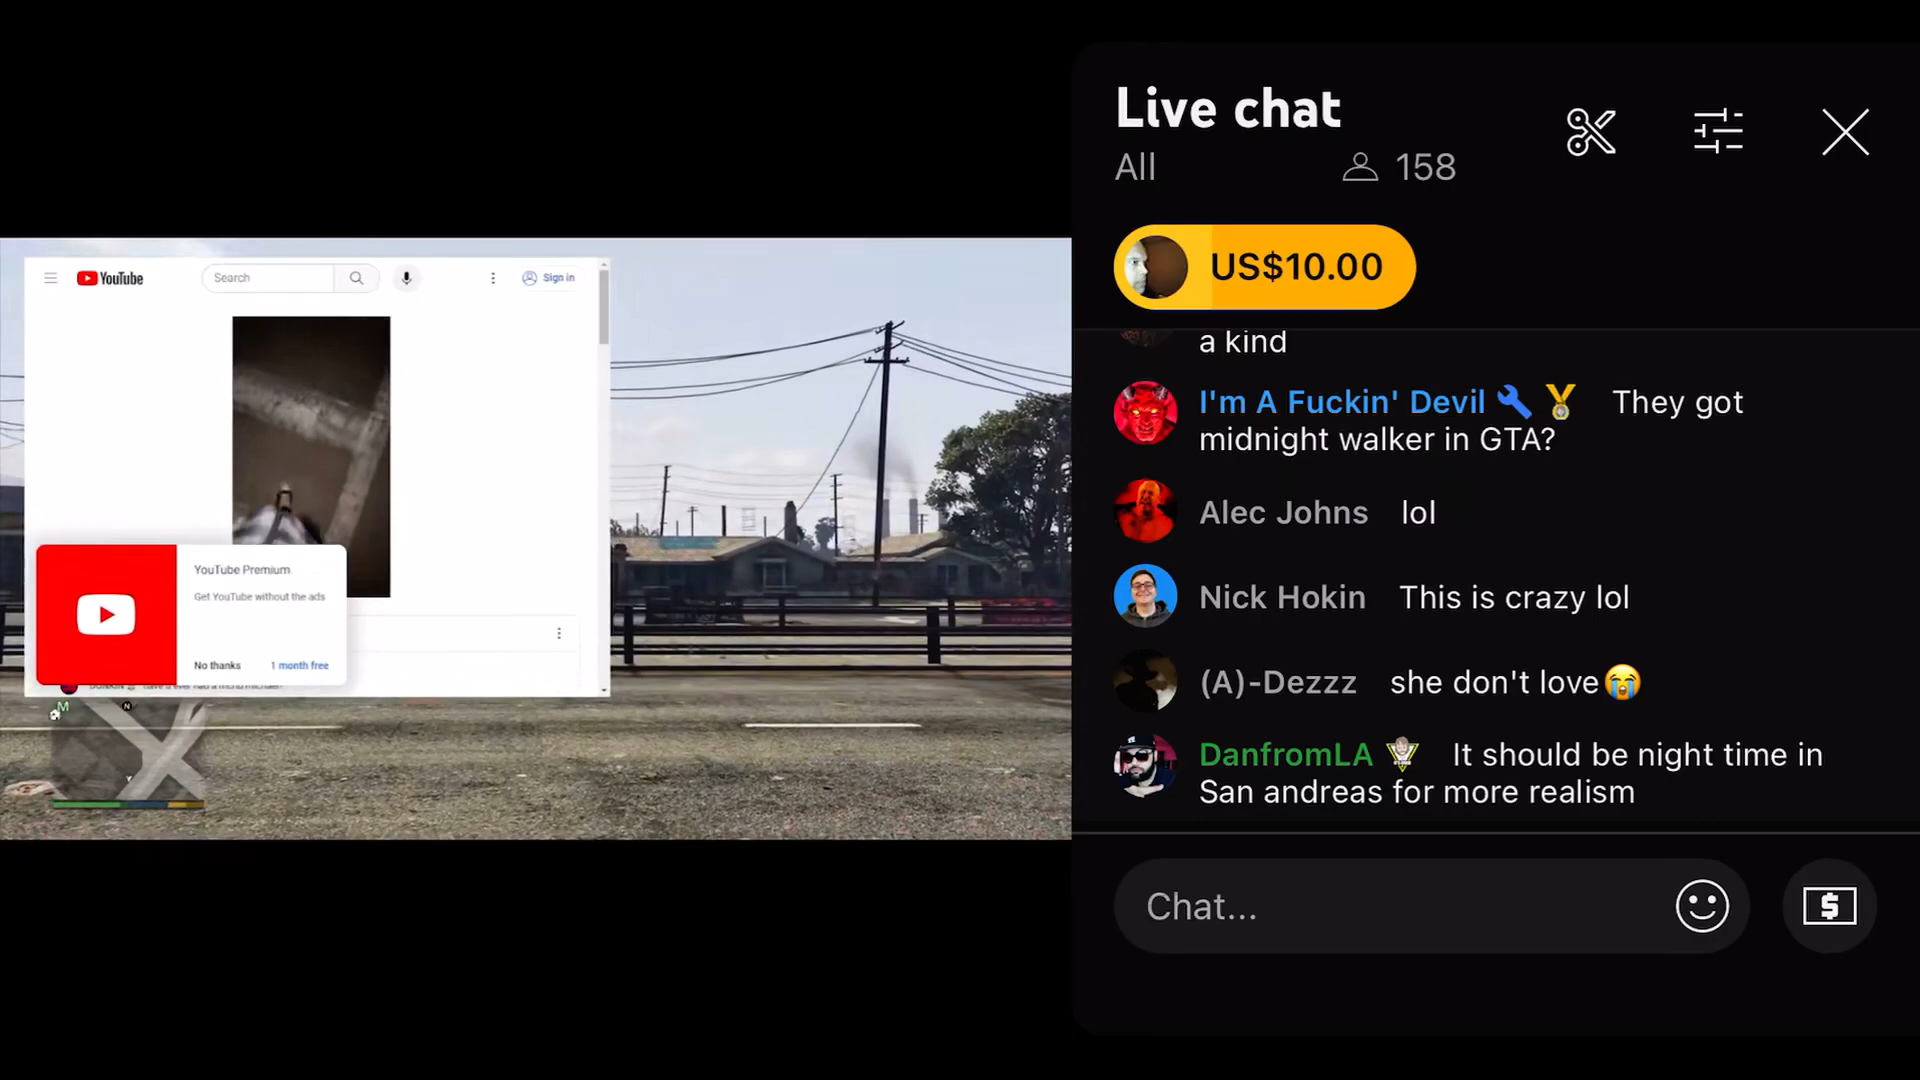 YouTube
Search
Sign in
YouTube Premium
Get YouTube without the ads
No thanks
1 month free
M
N
Live chat
All
158
US$10.00
a kind
I'm A Fuckin' Devil They got
midnight walker in GTA?
Alec Johns lol
Nick Hokin This is crazy lol
(A)-Dezzz she don't love😭
DanfromLA It should be night time in
San andreas for more realism
Chat...